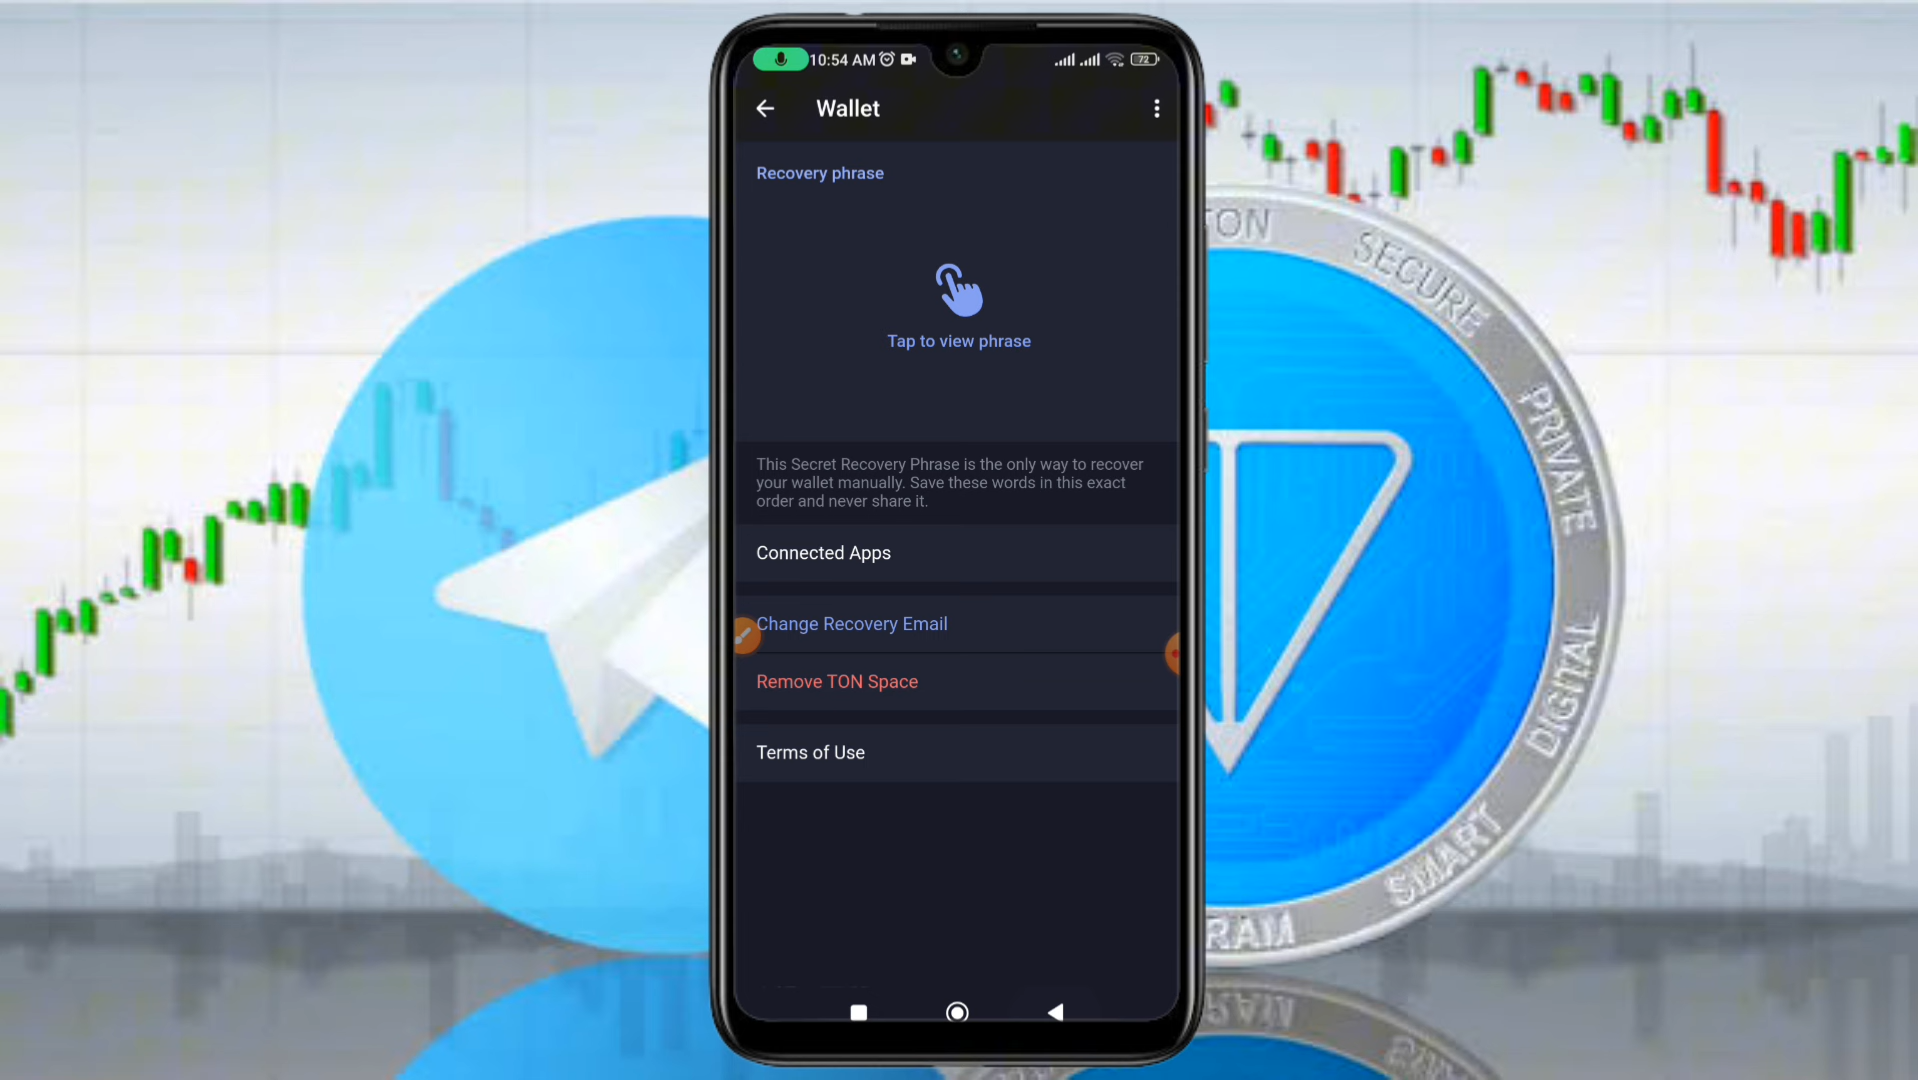 10:54 AM
72
Wallet
Recovery phrase
Tap to view phrase
This Secret Recovery Phrase is the only way to recover
your wallet manually. Save these words in this exact
order and never share it.
Connected Apps
Change Recovery Email
Remove TON Space
Terms of Use
TON
SECURE
PRIVATE
DIGITAL
SMART